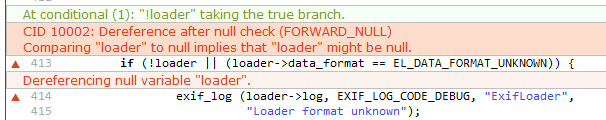 At conditional (1): "!loader" taking the true branch.
CID 10002: Dereference after null check (FORWARD_NULL)
Comparing "loader" to null implies that "loader" might be null.
413 if (!loader || (loader->data_format == EL_DATA_FORMAT_UNKNOWN)) {
Dereferencing null variable "loader".
414 exif_log (loader->log, EXIF_LOG_CODE_DEBUG, "ExifLoader",
415 "Loader format unknown");